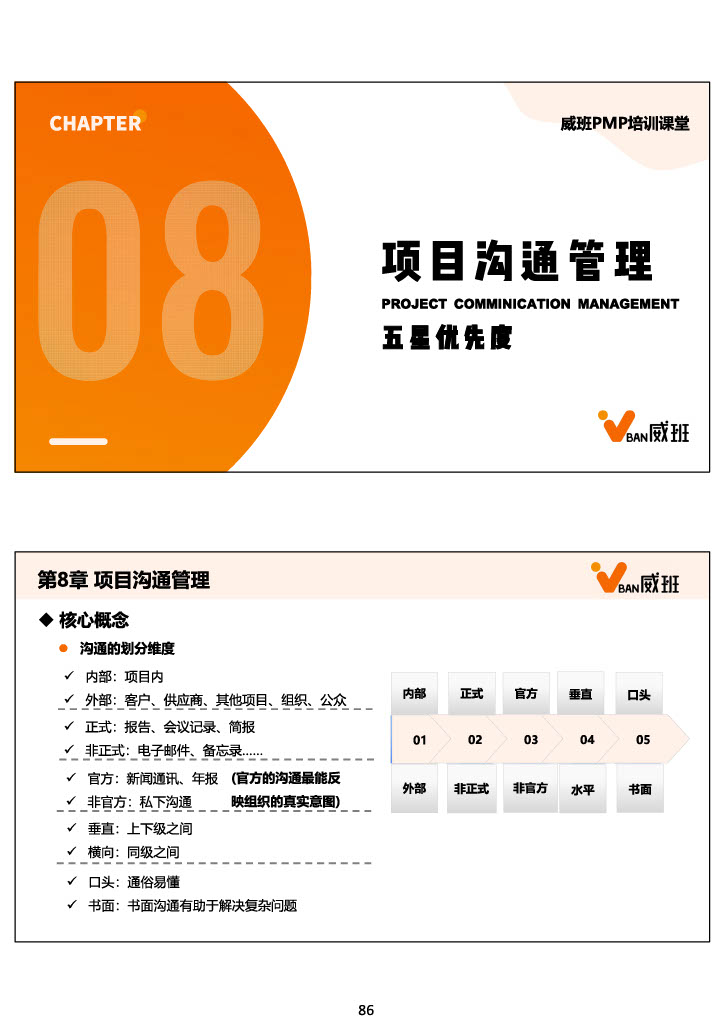 CHAPTER
威班PMP培训课堂
08
项目沟通管理
PROJECT COMMINICATION MANAGEMENT
五星优先度
BAN威班
第8章 项目沟通管理
BAN威班
◆ 核心概念
● 沟通的划分维度
✓ 内部：项目内
✓ 外部：客户、供应商、其他项目、组织、公众
✓ 正式：报告、会议记录、简报
✓ 非正式：电子邮件、备忘录……
✓ 官方：新闻通讯、年报 (官方的沟通最能反
✓ 非官方：私下沟通 映组织的真实意图)
✓ 垂直：上下级之间
✓ 横向：同级之间
✓ 口头：通俗易懂
✓ 书面：书面沟通有助于解决复杂问题
内部 正式 官方 垂直 口头
01 02 03 04 05
外部 非正式 非官方 水平 书面
86